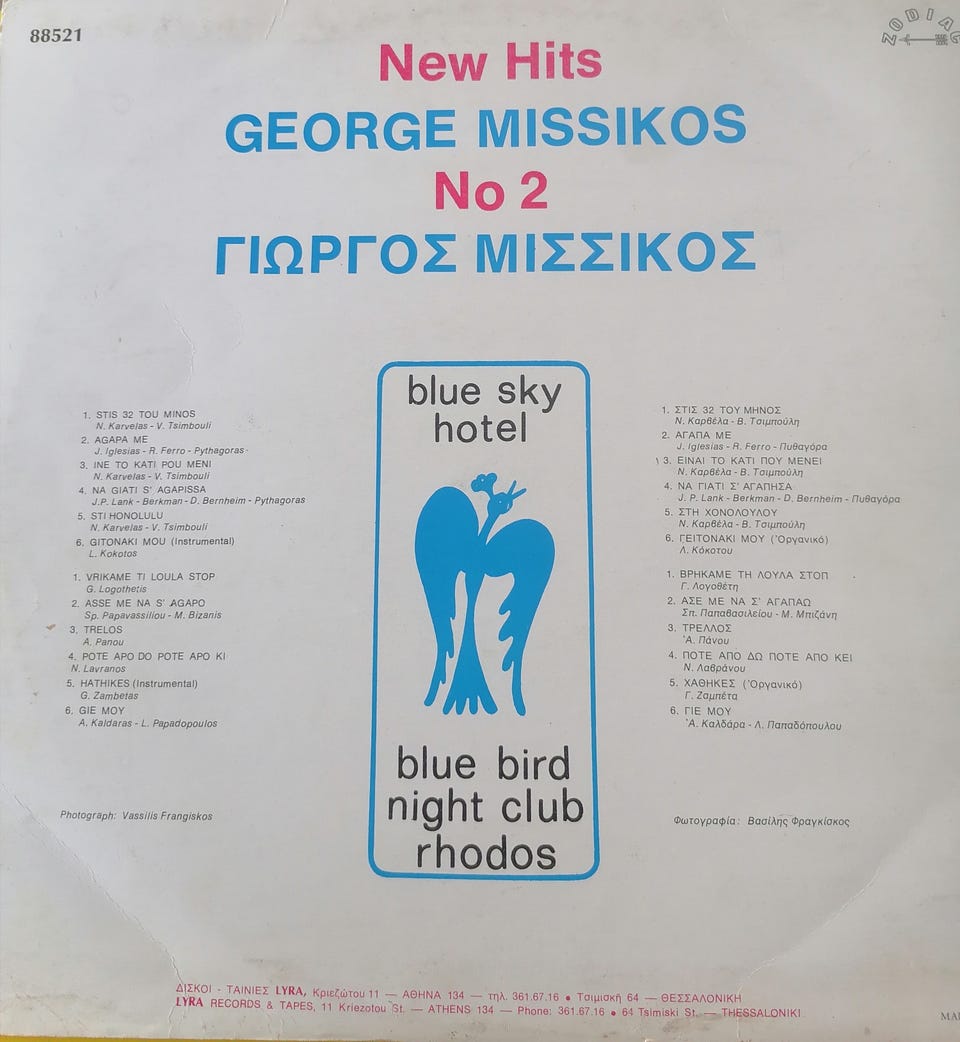 88521
ZODIAC
New Hits
GEORGE MISSIKOS
No 2
ΓΙΩΡΓΟΣ ΜΙΣΣΙΚΟΣ
1. STIS 32 TOU MINOS
N. Karvelas - V. Tsimbouli
2. AGAPA ME
J. Iglesias - R. Ferro - Pythagoras
3. INE TO KATI POU MENI
N. Karvelas - V. Tsimbouli
4. NA GIATI S' AGAPISSA
J.P. Lank - Berkman - D. Bernheim - Pythagoras
5. STI HONOLULU
N. Karvelas - V. Tsimbouli
6. GITONAKI MOU (Instrumental)
L. Kokotos
1. VRIKAME TI LOULA STOP
G. Logothetis
2. ASSE ME NA S' AGAPO
Sp. Papavassiliou - M. Bizanis
3. TRELOS
A. Panou
4. POTE APO DO POTE APO KI
N. Lavranos
5. HATHIKES (Instrumental)
G. Zambetas
6. GIE MOY
A. Kaldaras - L. Papadopoulos
Photograph: Vassilis Frangiskos
blue sky
hotel
blue bird
night club
rhodos
1. ΣΤΙΣ 32 ΤΟΥ ΜΗΝΟΣ
Ν. Καρβέλα - Β. Τσιμπούλη
2. ΑΓΑΠΑ ΜΕ
J. Iglesias - R. Ferro - Πυθαγόρα
3. ΕΙΝΑΙ ΤΟ ΚΑΤΙ ΠΟΥ ΜΕΝΕΙ
Ν. Καρβέλα - Β. Τσιμπούλη
4. ΝΑ ΓΙΑΤΙ Σ' ΑΓΑΠΗΣΑ
J. P. Lank - Berkman - D. Bernheim - Πυθαγόρα
5. ΣΤΗ ΧΟΝΟΛΟΥΛΟΥ
Ν. Καρβέλα - Β. Τσιμπούλη
6. ΓΕΙΤΟΝΑΚΙ ΜΟΥ (Ὀργανικό)
Λ. Κόκοτου
1. ΒΡΗΚΑΜΕ ΤΗ ΛΟΥΛΑ ΣΤΟΠ
Γ. Λογοθέτη
2. ΑΣΕ ΜΕ ΝΑ Σ' ΑΓΑΠΑΩ
Σπ. Παπαβασιλείου - Μ. Μπιζάνη
3. ΤΡΕΛΛΟΣ
Ἀ. Πάνου
4. ΠΟΤΕ ΑΠΟ ΔΩ ΠΟΤΕ ΑΠΟ ΚΕΙ
Ν. Λαβράνου
5. ΧΑΘΗΚΕΣ (Ὀργανικό)
Γ. Ζαμπέτα
6. ΓΙΕ ΜΟΥ
Ἀ. Καλδάρα - Λ. Παπαδόπουλου
Φωτογραφία: Βασίλης Φραγκίσκος
ΔΙΣΚΟΙ - ΤΑΙΝΙΕΣ LYRA, Κριεζώτου 11 — ΑΘΗΝΑ 134 — τηλ. 361.67.16 • Τσιμισκή 64 — ΘΕΣΣΑΛΟΝΙΚΗ
LYRA RECORDS & TAPES, 11 Kriezotou St. — ATHENS 134 — Phone: 361.67.16 • 64 Tsimiski St. — THESSALONIKI